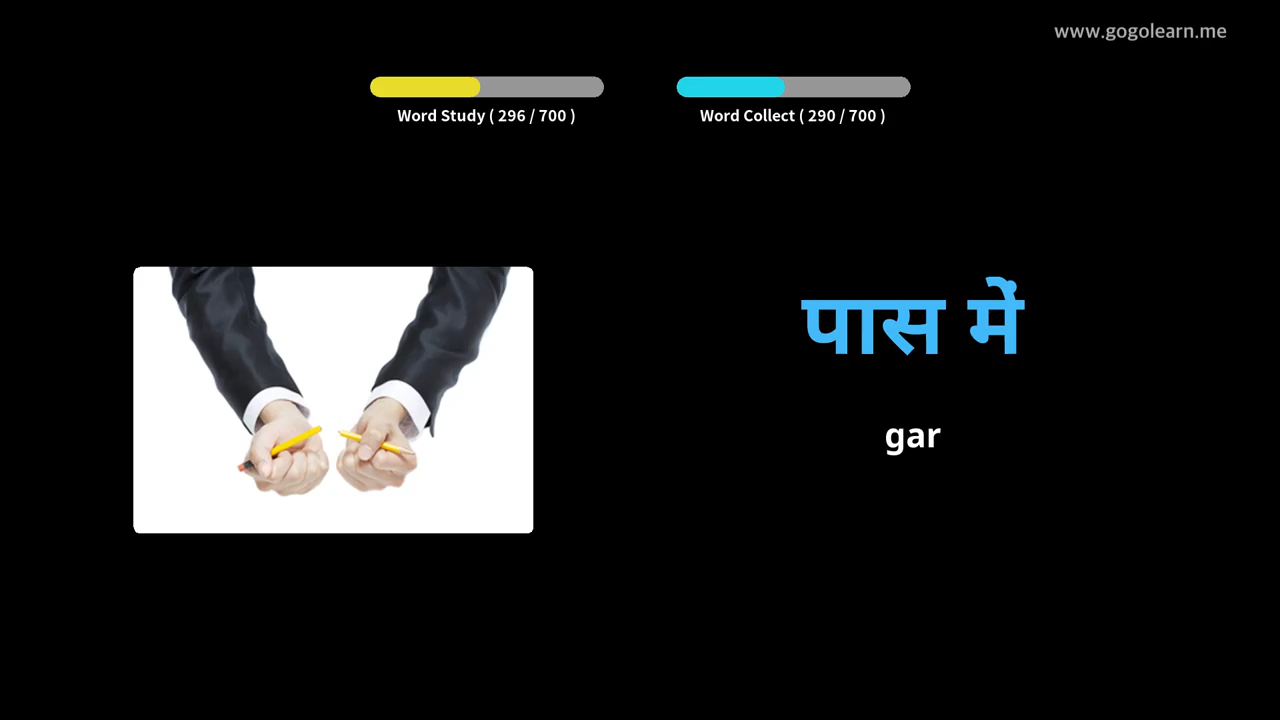 www.gogolearn.me
Word Study ( 296 / 700 )
Word Collect ( 290 / 700 )
पास में
gar